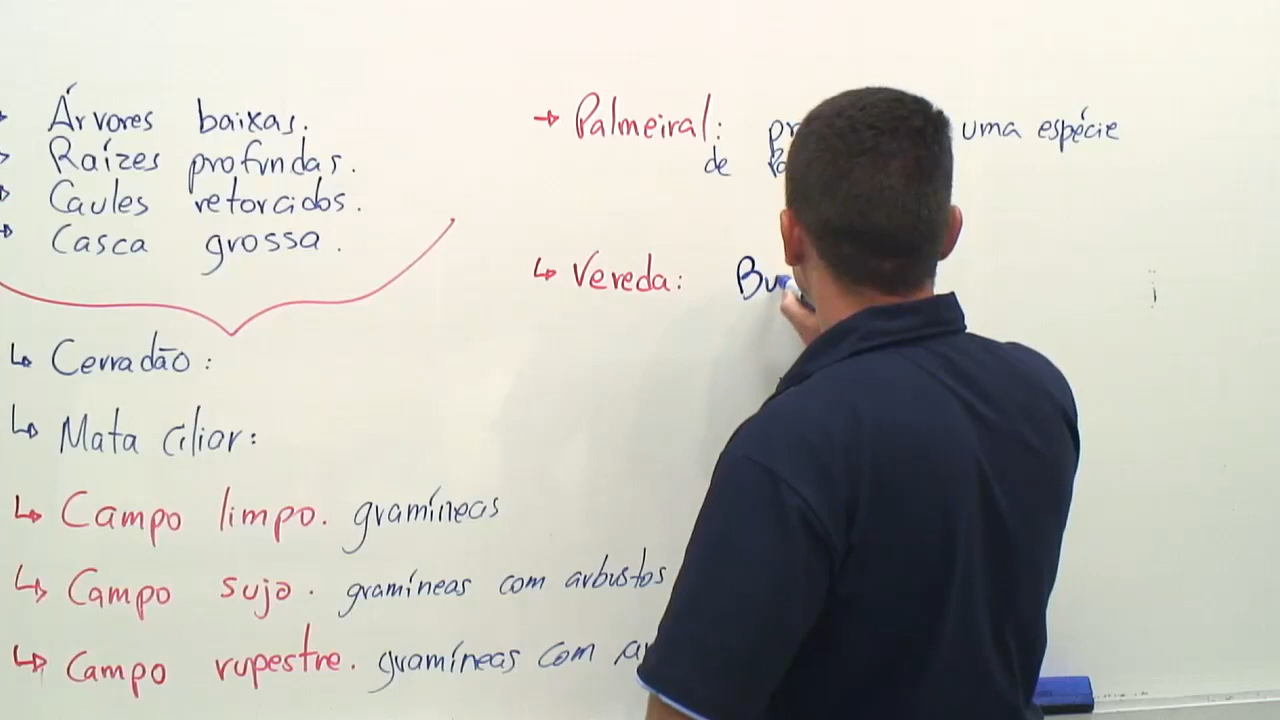 Árvores baixas.
Raízes profundas.
Caules retorcidos.
Casca grossa.
↳ Cerradão:
↳ Mata ciliar:
↳ Campo limpo. gramíneas
↳ Campo sujo. gramíneas com arbustos
↳ Campo rupestre. gramíneas com
→ Palmeiral: uma espécie
de
↳ Vereda: